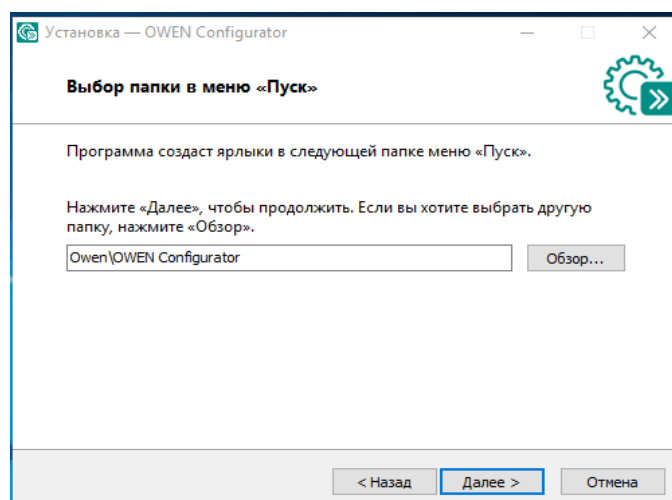 Установка — OWEN Configurator
Выбор папки в меню «Пуск»
Программа создаст ярлыки в следующей папке меню «Пуск».
Нажмите «Далее», чтобы продолжить. Если вы хотите выбрать другую
папку, нажмите «Обзор».
Owen\OWEN Configurator
Обзор...
< Назад
Далее >
Отмена